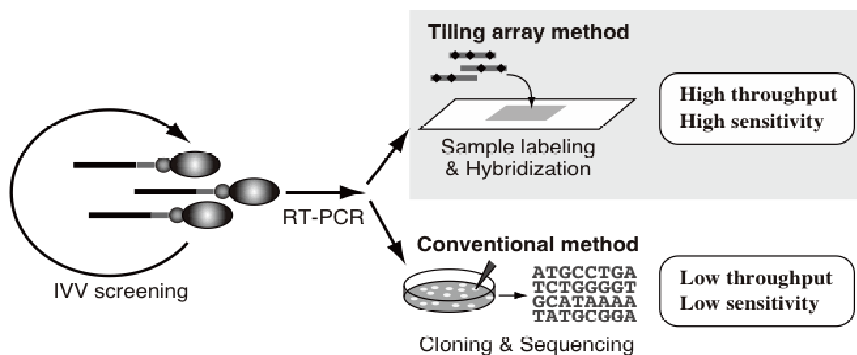 Tiling array method
Sample labeling
& Hybridization
High throughput
High sensitivity
IVV screening
RT-PCR
Conventional method
ATGCCTGA
TCTGGGGT
GCATAAAA
TATGCGGA
Cloning & Sequencing
Low throughput
Low sensitivity